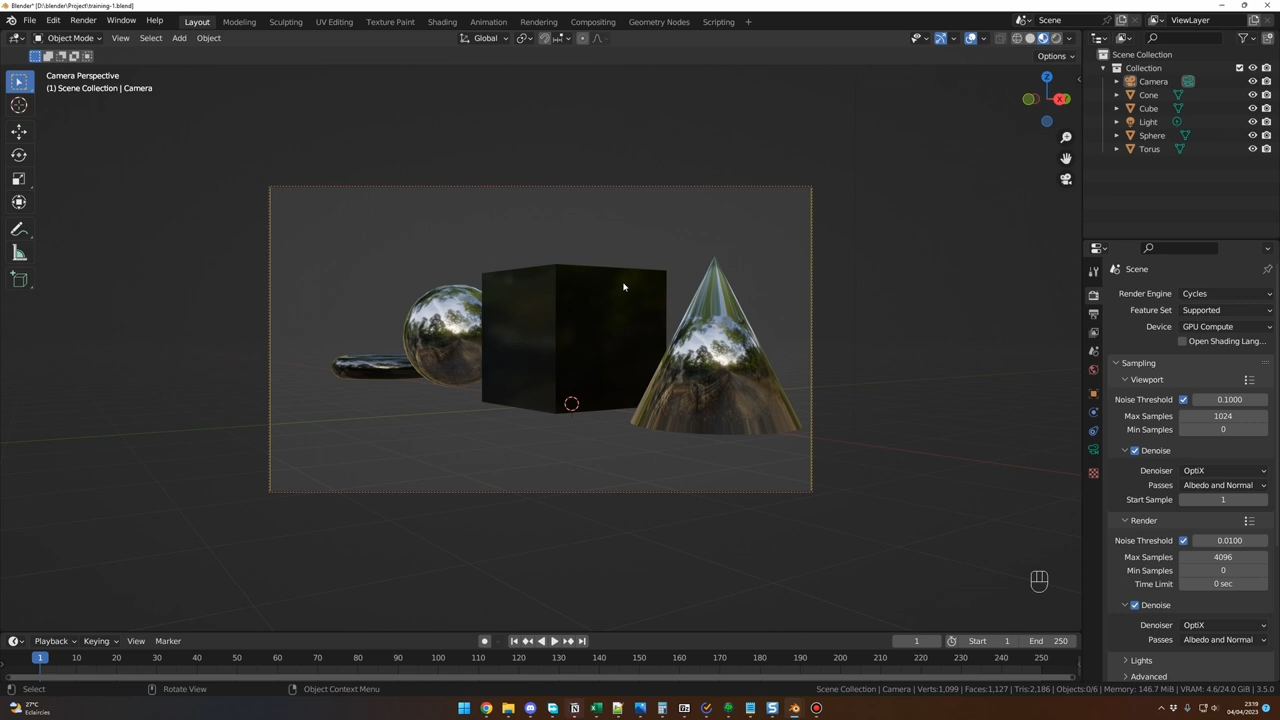 Blender* [D:\blender\Project\training-1.blend]
File Edit Render Window Help Layout Modeling Sculpting UV Editing Texture Paint Shading Animation Rendering Compositing Geometry Nodes Scripting + Scene ViewLayer
Object Mode View Select Add Object Global
Options
Camera Perspective
(1) Scene Collection | Camera
Z
X
Scene Collection
Collection
Camera
Cone
Cube
Light
Sphere
Torus
Scene
Render Engine Cycles
Feature Set Supported
Device GPU Compute
Open Shading Lang...
Sampling
Viewport
Noise Threshold 0.1000
Max Samples 1024
Min Samples 0
Denoise
Denoiser OptiX
Passes Albedo and Normal
Start Sample 1
Render
Noise Threshold 0.0100
Max Samples 4096
Min Samples 0
Time Limit 0 sec
Denoise
Denoiser OptiX
Passes Albedo and Normal
Lights
Advanced
Playback Keying View Marker 1 Start 1 End 250
1 10 20 30 40 50 60 70 80 90 100 110 120 130 140 150 160 170 180 190 200 210 220 230 240 250
Select Rotate View Object Context Menu Scene Collection | Camera | Verts:1,099 | Faces:1,127 | Tris:2,186 | Objects:0/6 | Memory: 146.7 MiB | VRAM: 4.6/24.0 GiB | 3.5.0
27°C
Eclaircies
23:19
04/04/2023